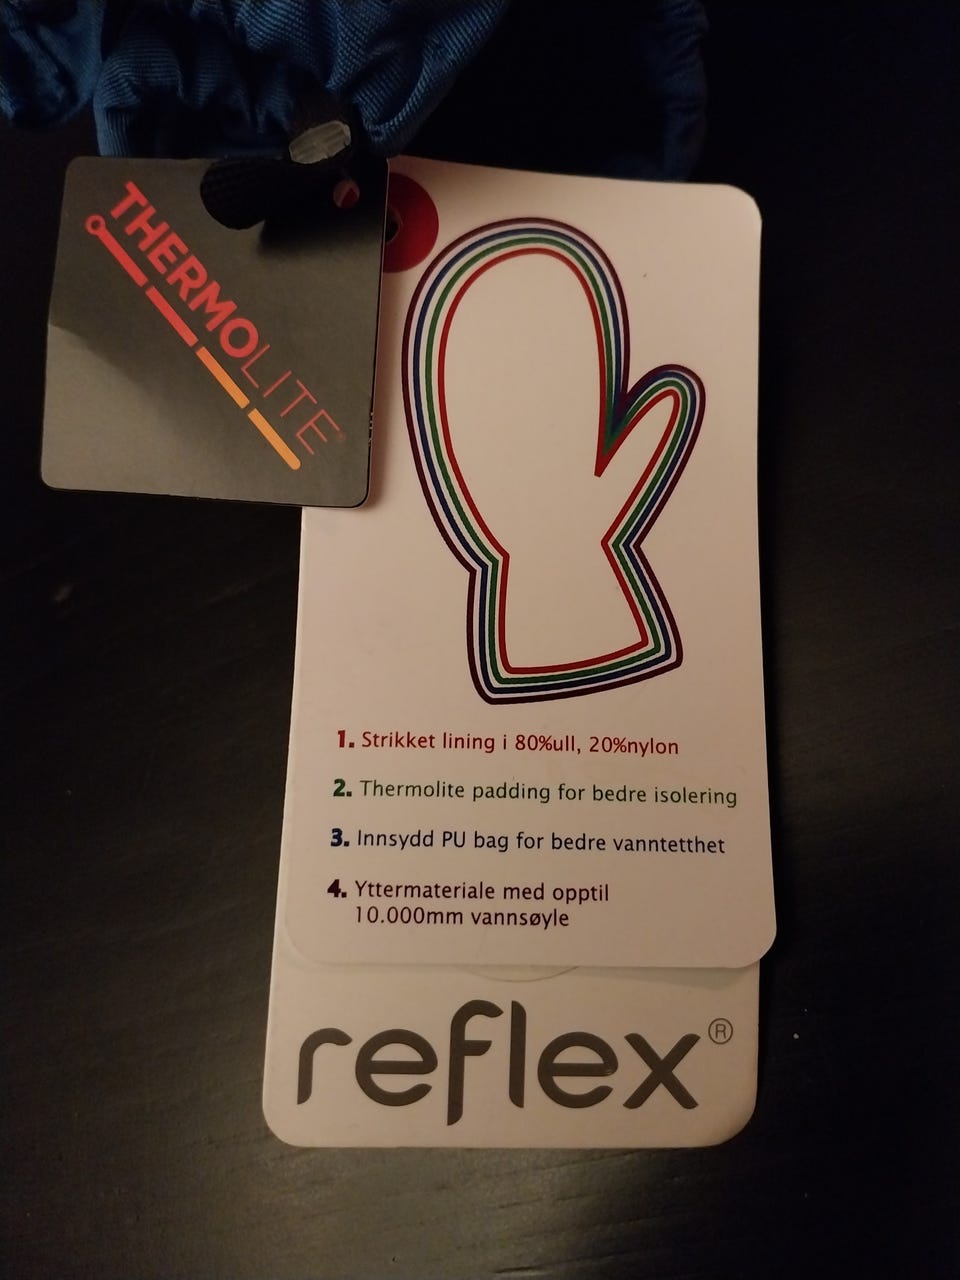 THERMOLITE®
1. Strikket lining i 80%ull, 20%nylon
2. Thermolite padding for bedre isolering
3. Innsydd PU bag for bedre vanntetthet
4. Yttermateriale med opptil
10.000mm vannsøyle
reflex®